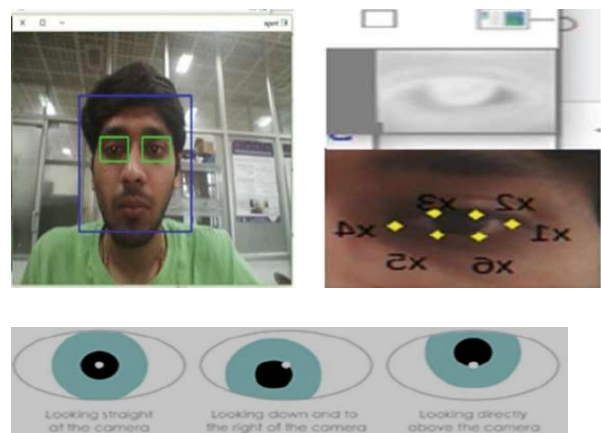 x3 x2
x4 x1
x5 x6
Looking straight
at the camera
Looking down and to
the right of the camera
Looking directly
above the camera